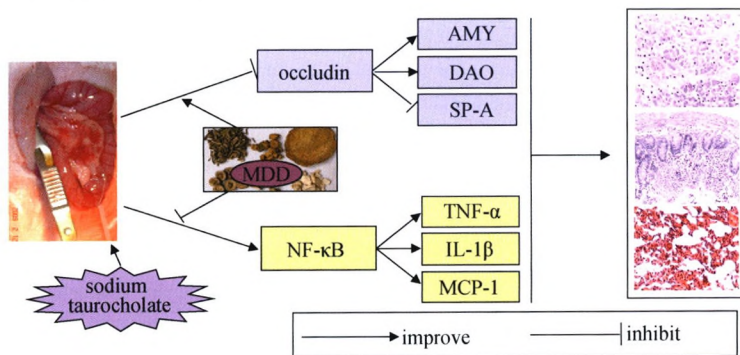 AMY
occludin
DAO
SP-A
MDD
TNF-α
NF-κB
IL-1β
MCP-1
sodium
taurocholate
improve
inhibit